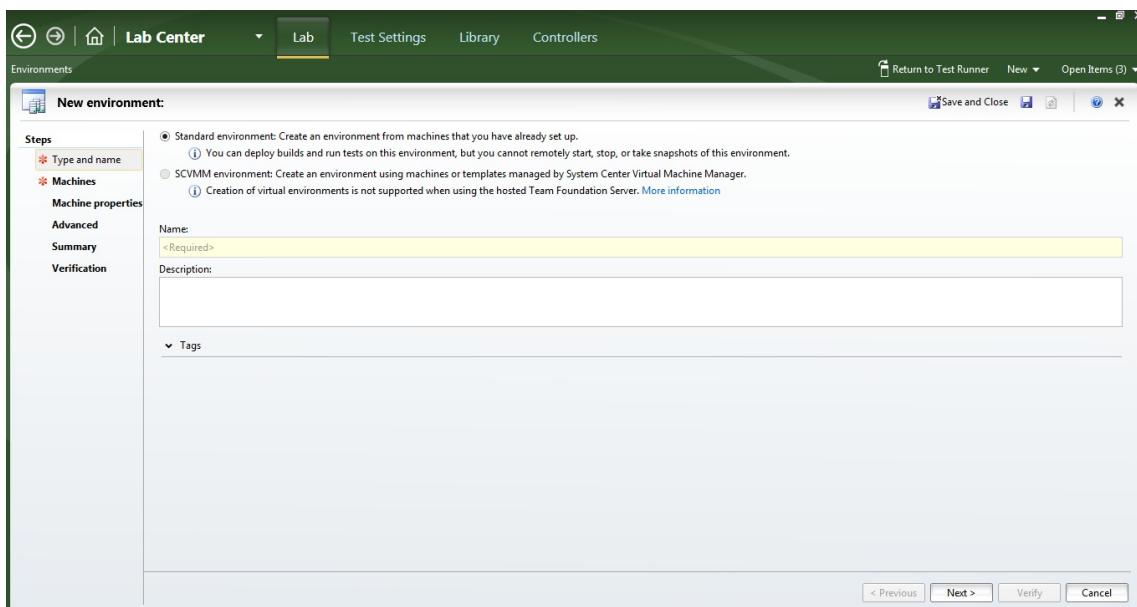 Lab Center
Lab
Test Settings
Library
Controllers
Environments
Return to Test Runner
New
Open Items (3)
New environment:
Save and Close
Steps
Type and name
Machines
Machine properties
Advanced
Summary
Verification
Standard environment: Create an environment from machines that you have already set up.
You can deploy builds and run tests on this environment, but you cannot remotely start, stop, or take snapshots of this environment.
SCVMM environment: Create an environment using machines or templates managed by System Center Virtual Machine Manager.
Creation of virtual environments is not supported when using the hosted Team Foundation Server. More information
Name:
<Required>
Description:
Tags
< Previous
Next >
Verify
Cancel